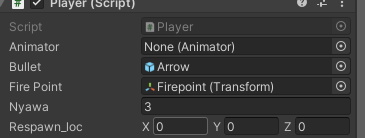 Player (Script)
Script Player
Animator None (Animator)
Bullet Arrow
Fire Point Firepoint (Transform)
Nyawa 3
Respawn_loc X 0 Y 0 Z 0